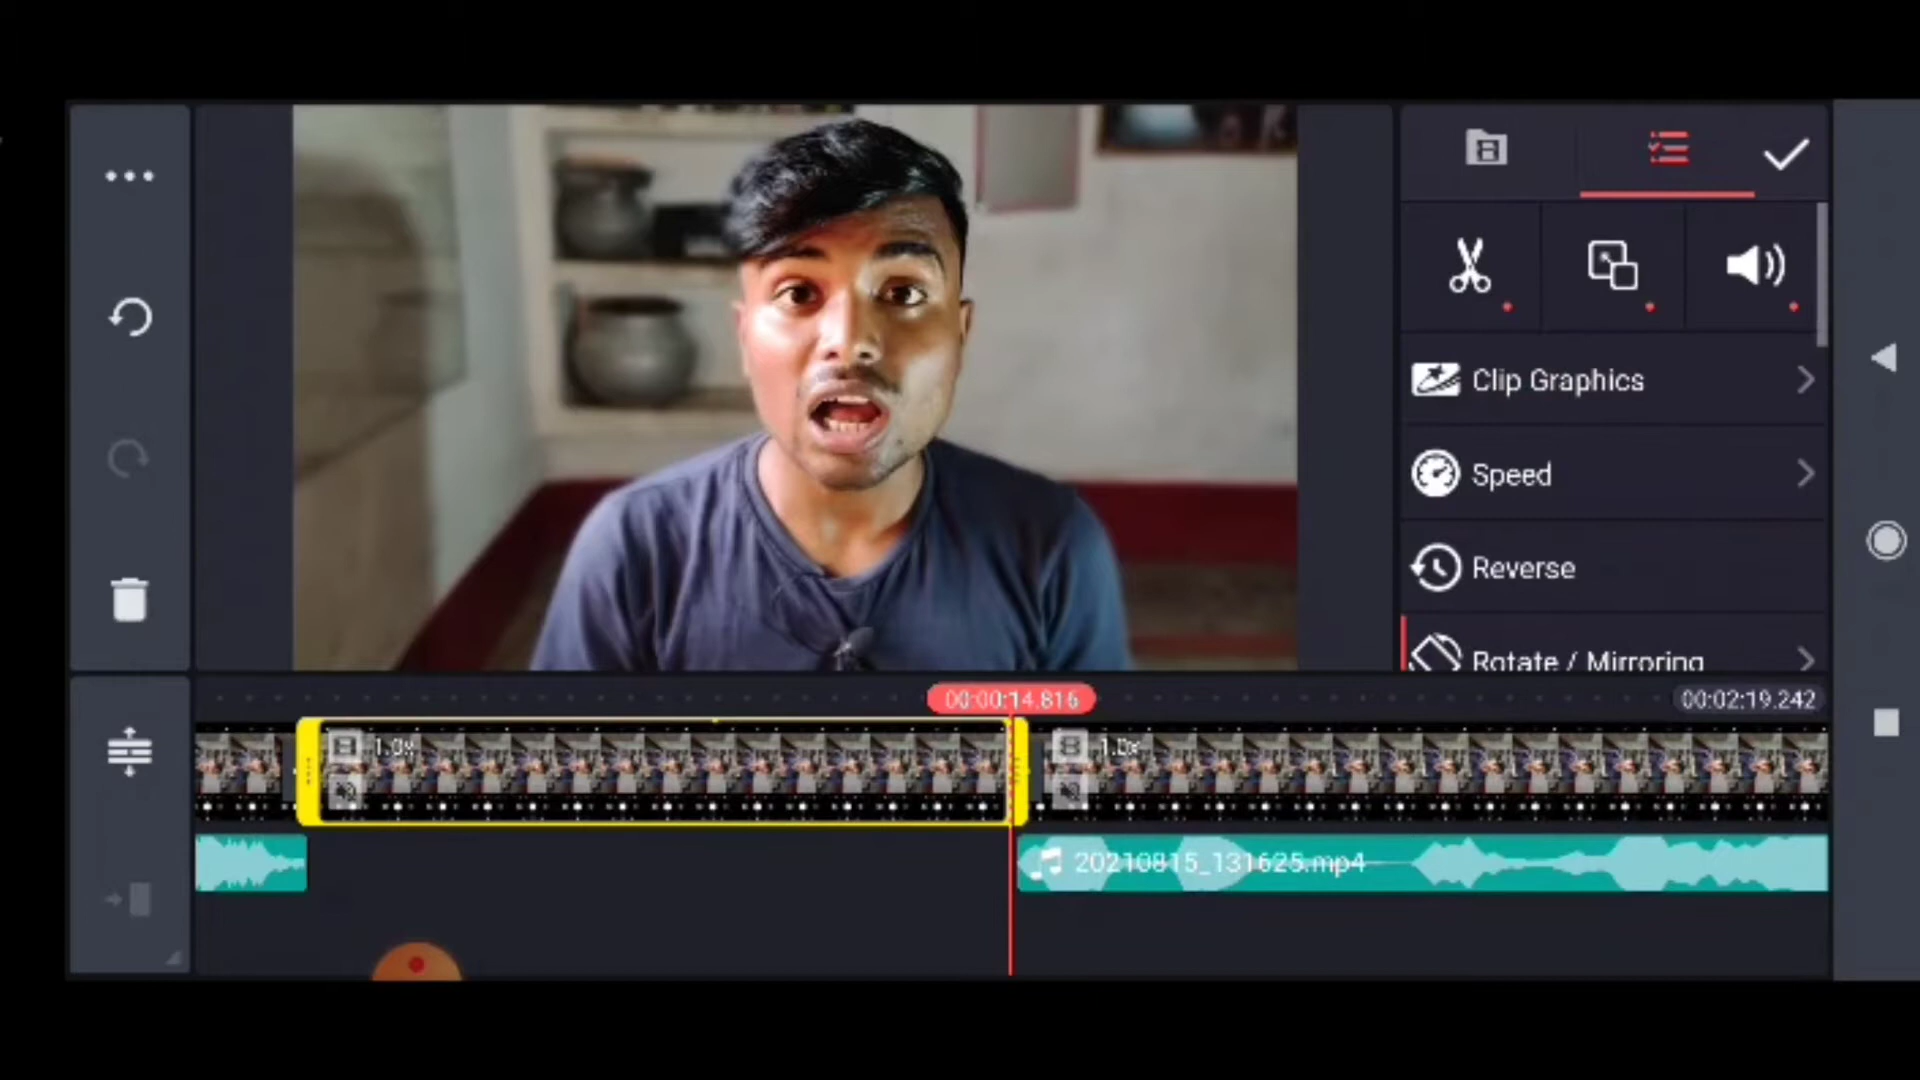 Clip Graphics
Speed
Reverse
Rotate / Mirroring
00:00:14.816
00:02:19.242
1.0x
1.0x
20210815_131625.mp4